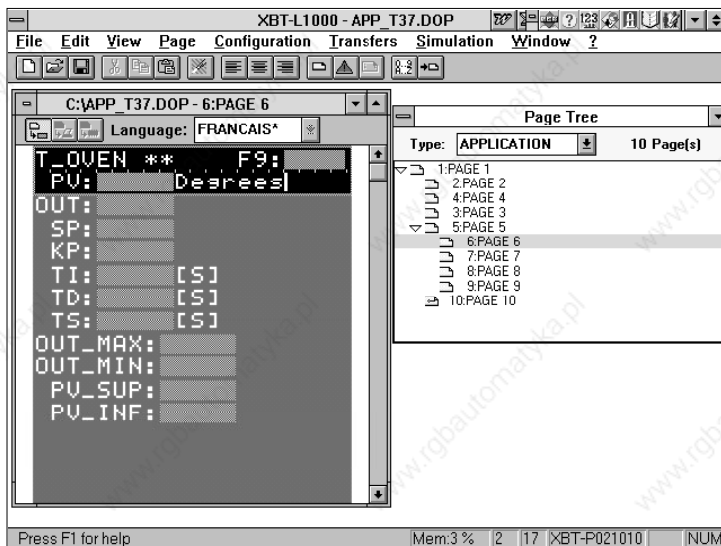 XBT-L1000 - APP_T37.DOP
? 123
File Edit View Page Configuration Transfers Simulation Window ?
C:\APP_T37.DOP - 6:PAGE 6
Language: FRANCAIS*
T_OVEN ** F9:
PV: Degrees
OUT:
SP:
KP:
TI: [S]
TD: [S]
TS: [S]
OUT_MAX:
OUT_MIN:
PV_SUP:
PV_INF:
Page Tree
Type: APPLICATION 10 Page(s)
1:PAGE 1
2:PAGE 2
4:PAGE 4
3:PAGE 3
5:PAGE 5
6:PAGE 6
7:PAGE 7
8:PAGE 8
9:PAGE 9
10:PAGE 10
Press F1 for help Mem:3 % 2 17 XBT-P021010 NUM
www.rgbautomatyka.pl